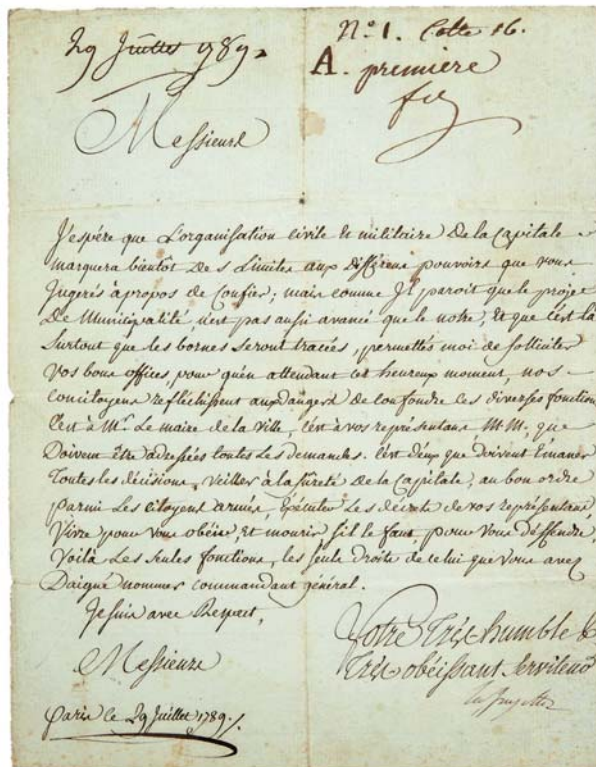 29 Juillet 1789.
N.o 1. Cotte 16.
A. première
Messieurs
J'espère que L'organisation civile et militaire De la Capitale
marquera bientôt Des Limites aux differens pouvoirs que vous
Jugerés à propos de Confier; mais comme Il paroit que le projet
De Municipalité, n'est pas aussi avancé que le notre, Et que c'est là
Surtout que les bornes Seront tracées, permettés moi de solliciter
Vos bons offices, pour qu'en attendant cet heureux moment, nos
concitoyens reflechissent aux dangers de confondre ces diverses fonctions
C'est à M.r Le maire de la Ville, c'est à vos représentans M.M. que
Doivent être adressées toutes Les demandes. C'est d'eux que doivent Emaner
Toutes les décisions, Veiller à la sûreté de la Capitale, au bon ordre
parmi Les citoyens armés, Exécuter Les décrets de vos représentans,
Vivre pour vous obéir, Et mourir s'il le faut, pour Vous déffendre,
Voilà Les seules fonctions, les seuls Droits de celui que Vous avez
Daigné nommer commandant général.
Je suis avec Respect,
Messieurs
Votre Très humble &
Très obéissant Serviteur
Lafayette
Paris le 29 Juillet 1789.